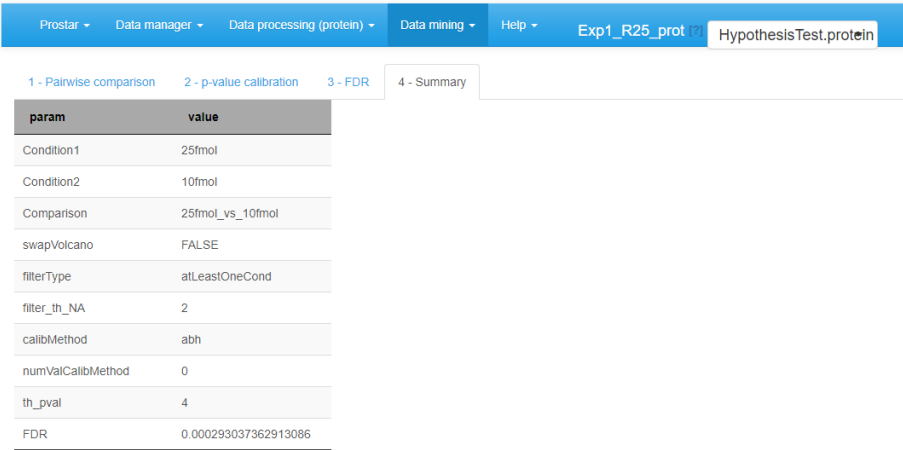 Prostar Data manager Data processing (protein) Data mining Help Exp1_R25_prot [?] HypothesisTest.protein
1 - Pairwise comparison 2 - p-value calibration 3 - FDR 4 - Summary
param value
Condition1 25fmol
Condition2 10fmol
Comparison 25fmol_vs_10fmol
swapVolcano FALSE
filterType atLeastOneCond
filter_th_NA 2
calibMethod abh
numValCalibMethod 0
th_pval 4
FDR 0.000293037362913086